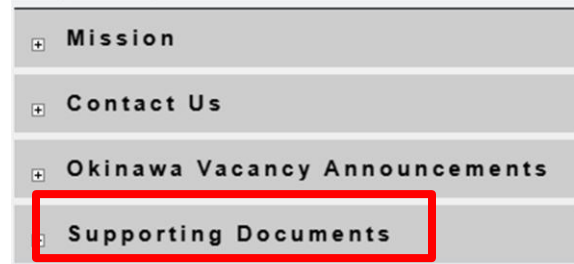 Mission
Contact Us
Okinawa Vacancy Announcements
Supporting Documents